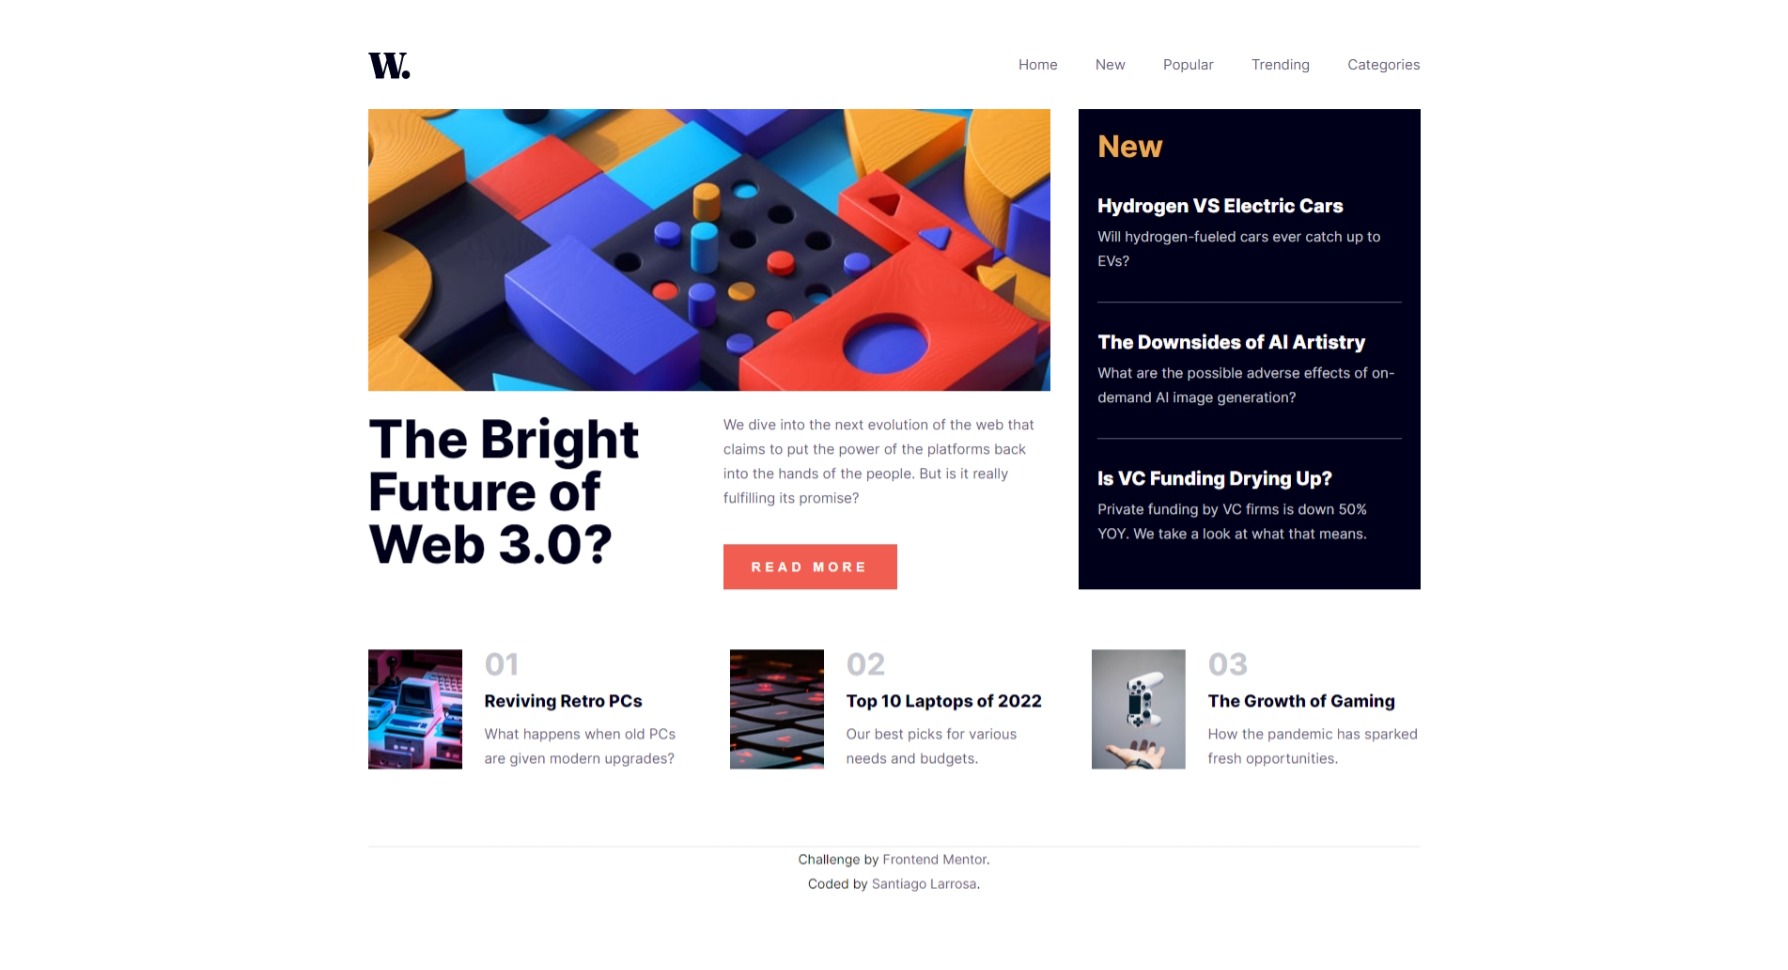 W.
Home New Popular Trending Categories
New
Hydrogen VS Electric Cars
Will hydrogen-fueled cars ever catch up to
EVs?
The Downsides of AI Artistry
What are the possible adverse effects of on-
demand AI image generation?
Is VC Funding Drying Up?
Private funding by VC firms is down 50%
YOY. We take a look at what that means.
The Bright
Future of
Web 3.0?
We dive into the next evolution of the web that
claims to put the power of the platforms back
into the hands of the people. But is it really
fulfilling its promise?
READ MORE
01
Reviving Retro PCs
What happens when old PCs
are given modern upgrades?
02
Top 10 Laptops of 2022
Our best picks for various
needs and budgets.
03
The Growth of Gaming
How the pandemic has sparked
fresh opportunities.
Challenge by Frontend Mentor.
Coded by Santiago Larrosa.